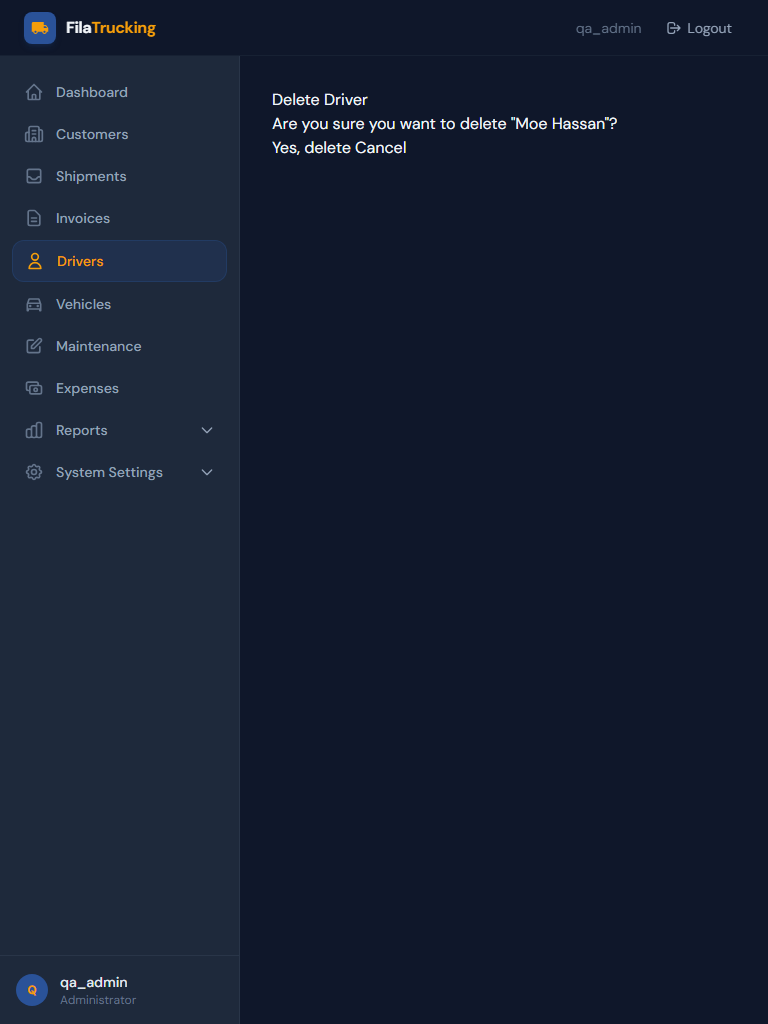 FilaTrucking
qa_admin
Logout
Dashboard
Customers
Shipments
Invoices
Drivers
Vehicles
Maintenance
Expenses
Reports
System Settings
Delete Driver
Are you sure you want to delete "Moe Hassan"?
Yes, delete Cancel
Q
qa_admin
Administrator